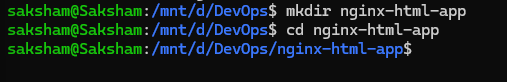 saksham@Saksham:/mnt/d/DevOps$ mkdir nginx-html-app
saksham@Saksham:/mnt/d/DevOps$ cd nginx-html-app
saksham@Saksham:/mnt/d/DevOps/nginx-html-app$